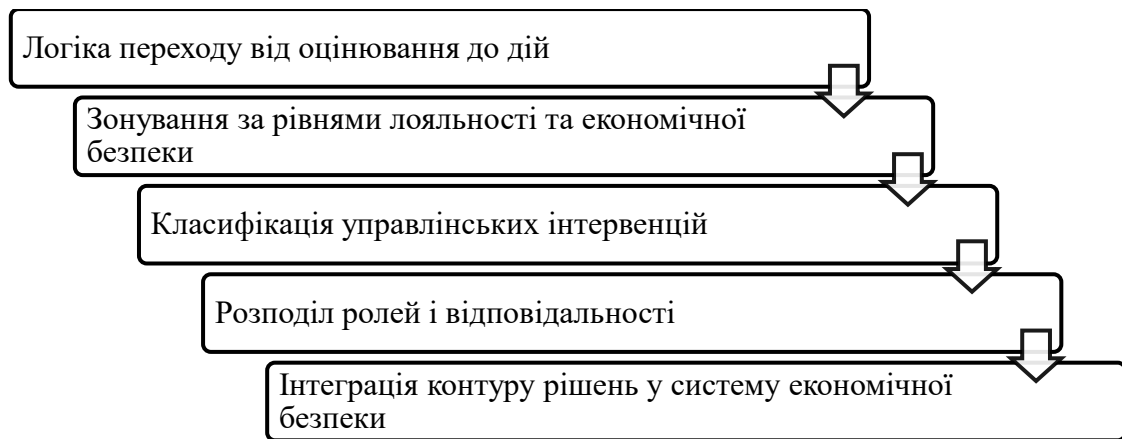 Логіка переходу від оцінювання до дій
Зонування за рівнями лояльності та економічної
безпеки
Класифікація управлінських інтервенцій
Розподіл ролей і відповідальності
Інтеграція контуру рішень у систему економічної
безпеки